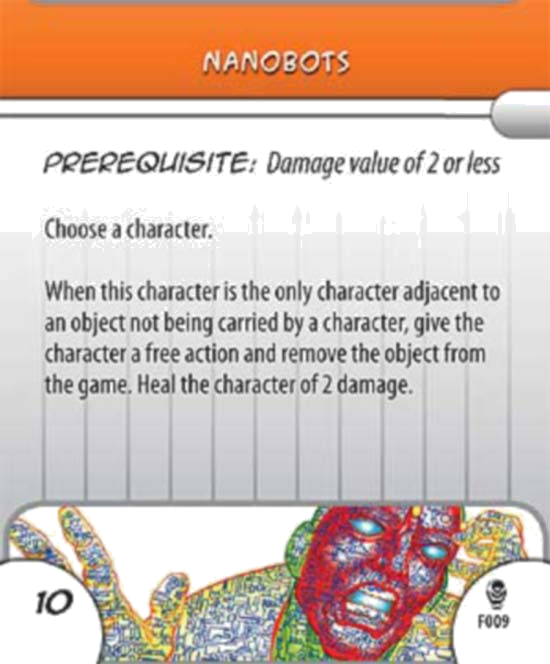 NANOBOTS
PREREQUISITE: Damage value of 2 or less
Choose a character.
When this character is the only character adjacent to
an object not being carried by a character, give the
character a free action and remove the object from
the game. Heal the character of 2 damage.
10
F009